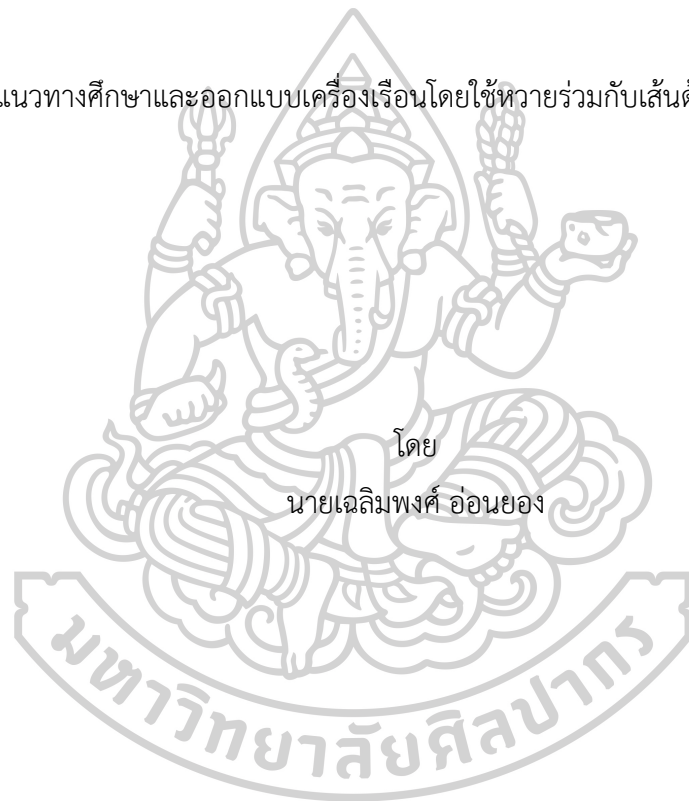 แนวทางศึกษาและออกแบบเครื่องเรือนโดยใช้หวายร่วมกับเส้น
โดย
นายเฉลิมพงศ์ อ่อนยอง
มหาวิทยาลัยศิลปากร